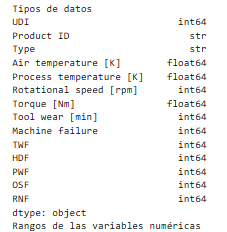 Tipos de datos
UDI int64
Product ID str
Type str
Air temperature [K] float64
Process temperature [K] float64
Rotational speed [rpm] int64
Torque [Nm] float64
Tool wear [min] int64
Machine failure int64
TWF int64
HDF int64
PWF int64
OSF int64
RNF int64
dtype: object
Rangos de las variables numéricas